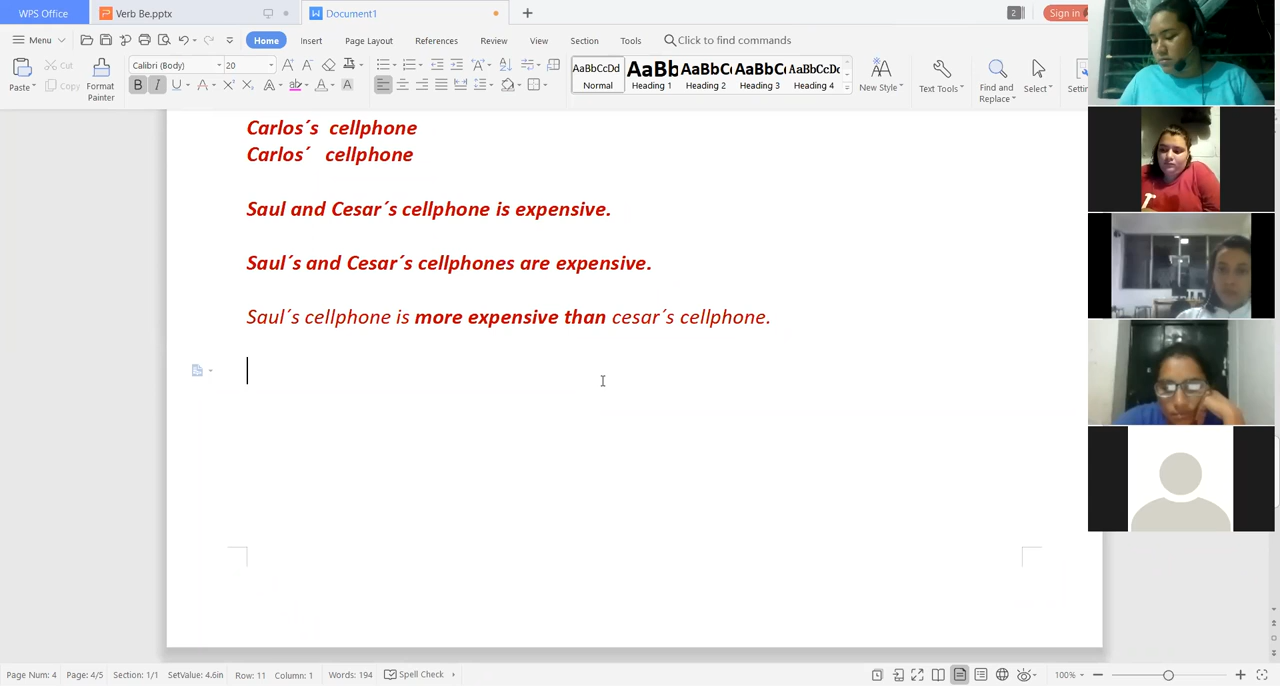 WPS Office Verb Be.pptx Document1 2 Sign in
Menu Home Insert Page Layout References Review View Section Tools Click to find commands
Paste Cut Copy Format Painter Calibri (Body) 20 AaBbCcDd Normal AaBb Heading 1 AaBbC Heading 2 AaBbC Heading 3 AaBbCcDc Heading 4 New Style Text Tools Find and Replace Select
Carlos´s cellphone
Carlos´ cellphone
Saul and Cesar´s cellphone is expensive.
Saul´s and Cesar´s cellphones are expensive.
Saul´s cellphone is more expensive than cesar´s cellphone.
Page Num: 4 Page: 4/5 Section: 1/1 SetValue: 4.6in Row: 11 Column: 1 Words: 194 Spell Check 100%